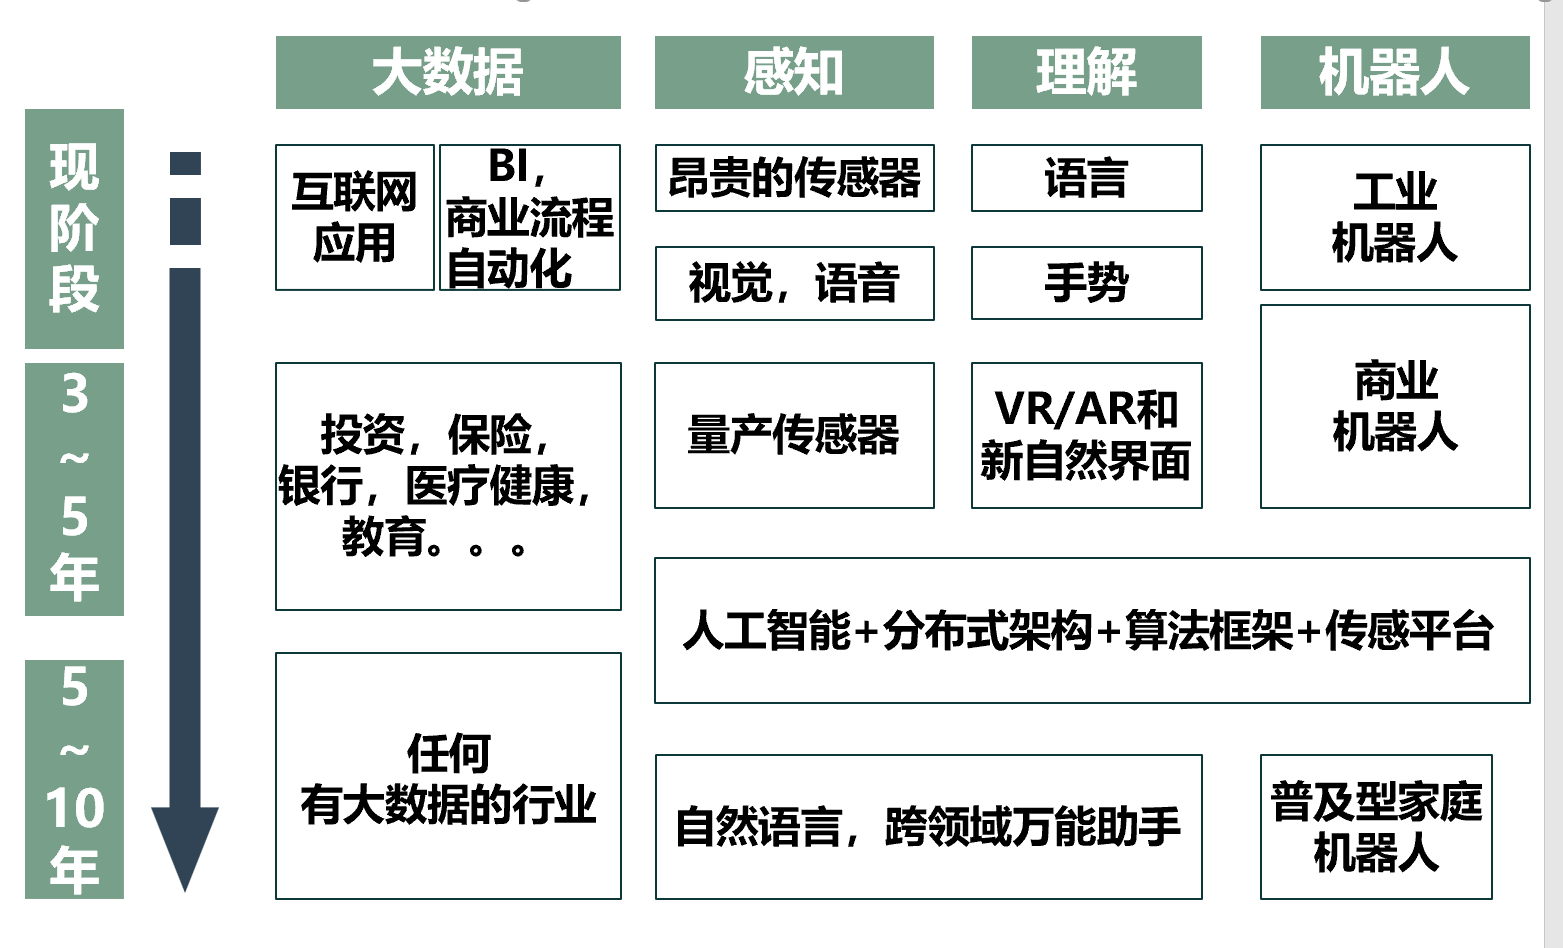 大数据
感知
理解
机器人
现
阶
段
互联网
应用
BI，
商业流程
自动化
昂贵的传感器
语言
工业
机器人
视觉，语音
手势
商业
机器人
3
~
5
年
投资，保险，
银行，医疗健康，
教育。。。
量产传感器
VR/AR和
新自然界面
人工智能+分布式架构+算法框架+传感平台
5
~
10
年
任何
有大数据的行业
自然语言，跨领域万能助手
普及型家庭
机器人